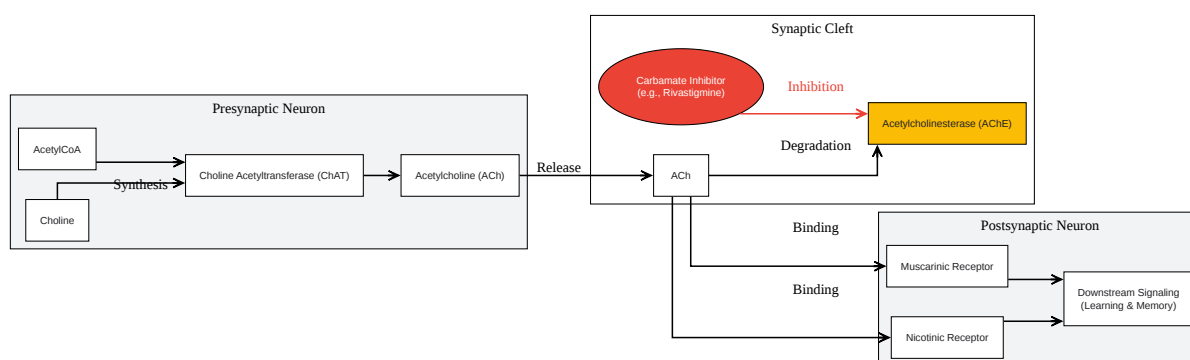 Presynaptic Neuron
AcetylCoA
Choline
Synthesis
Choline Acetyltransferase (ChAT)
Acetylcholine (ACh)
Release
Synaptic Cleft
Carbamate Inhibitor
(e.g., Rivastigmine)
Inhibition
Acetylcholinesterase (AChE)
Degradation
ACh
Binding
Binding
Postsynaptic Neuron
Muscarinic Receptor
Nicotinic Receptor
Downstream Signaling
(Learning & Memory)